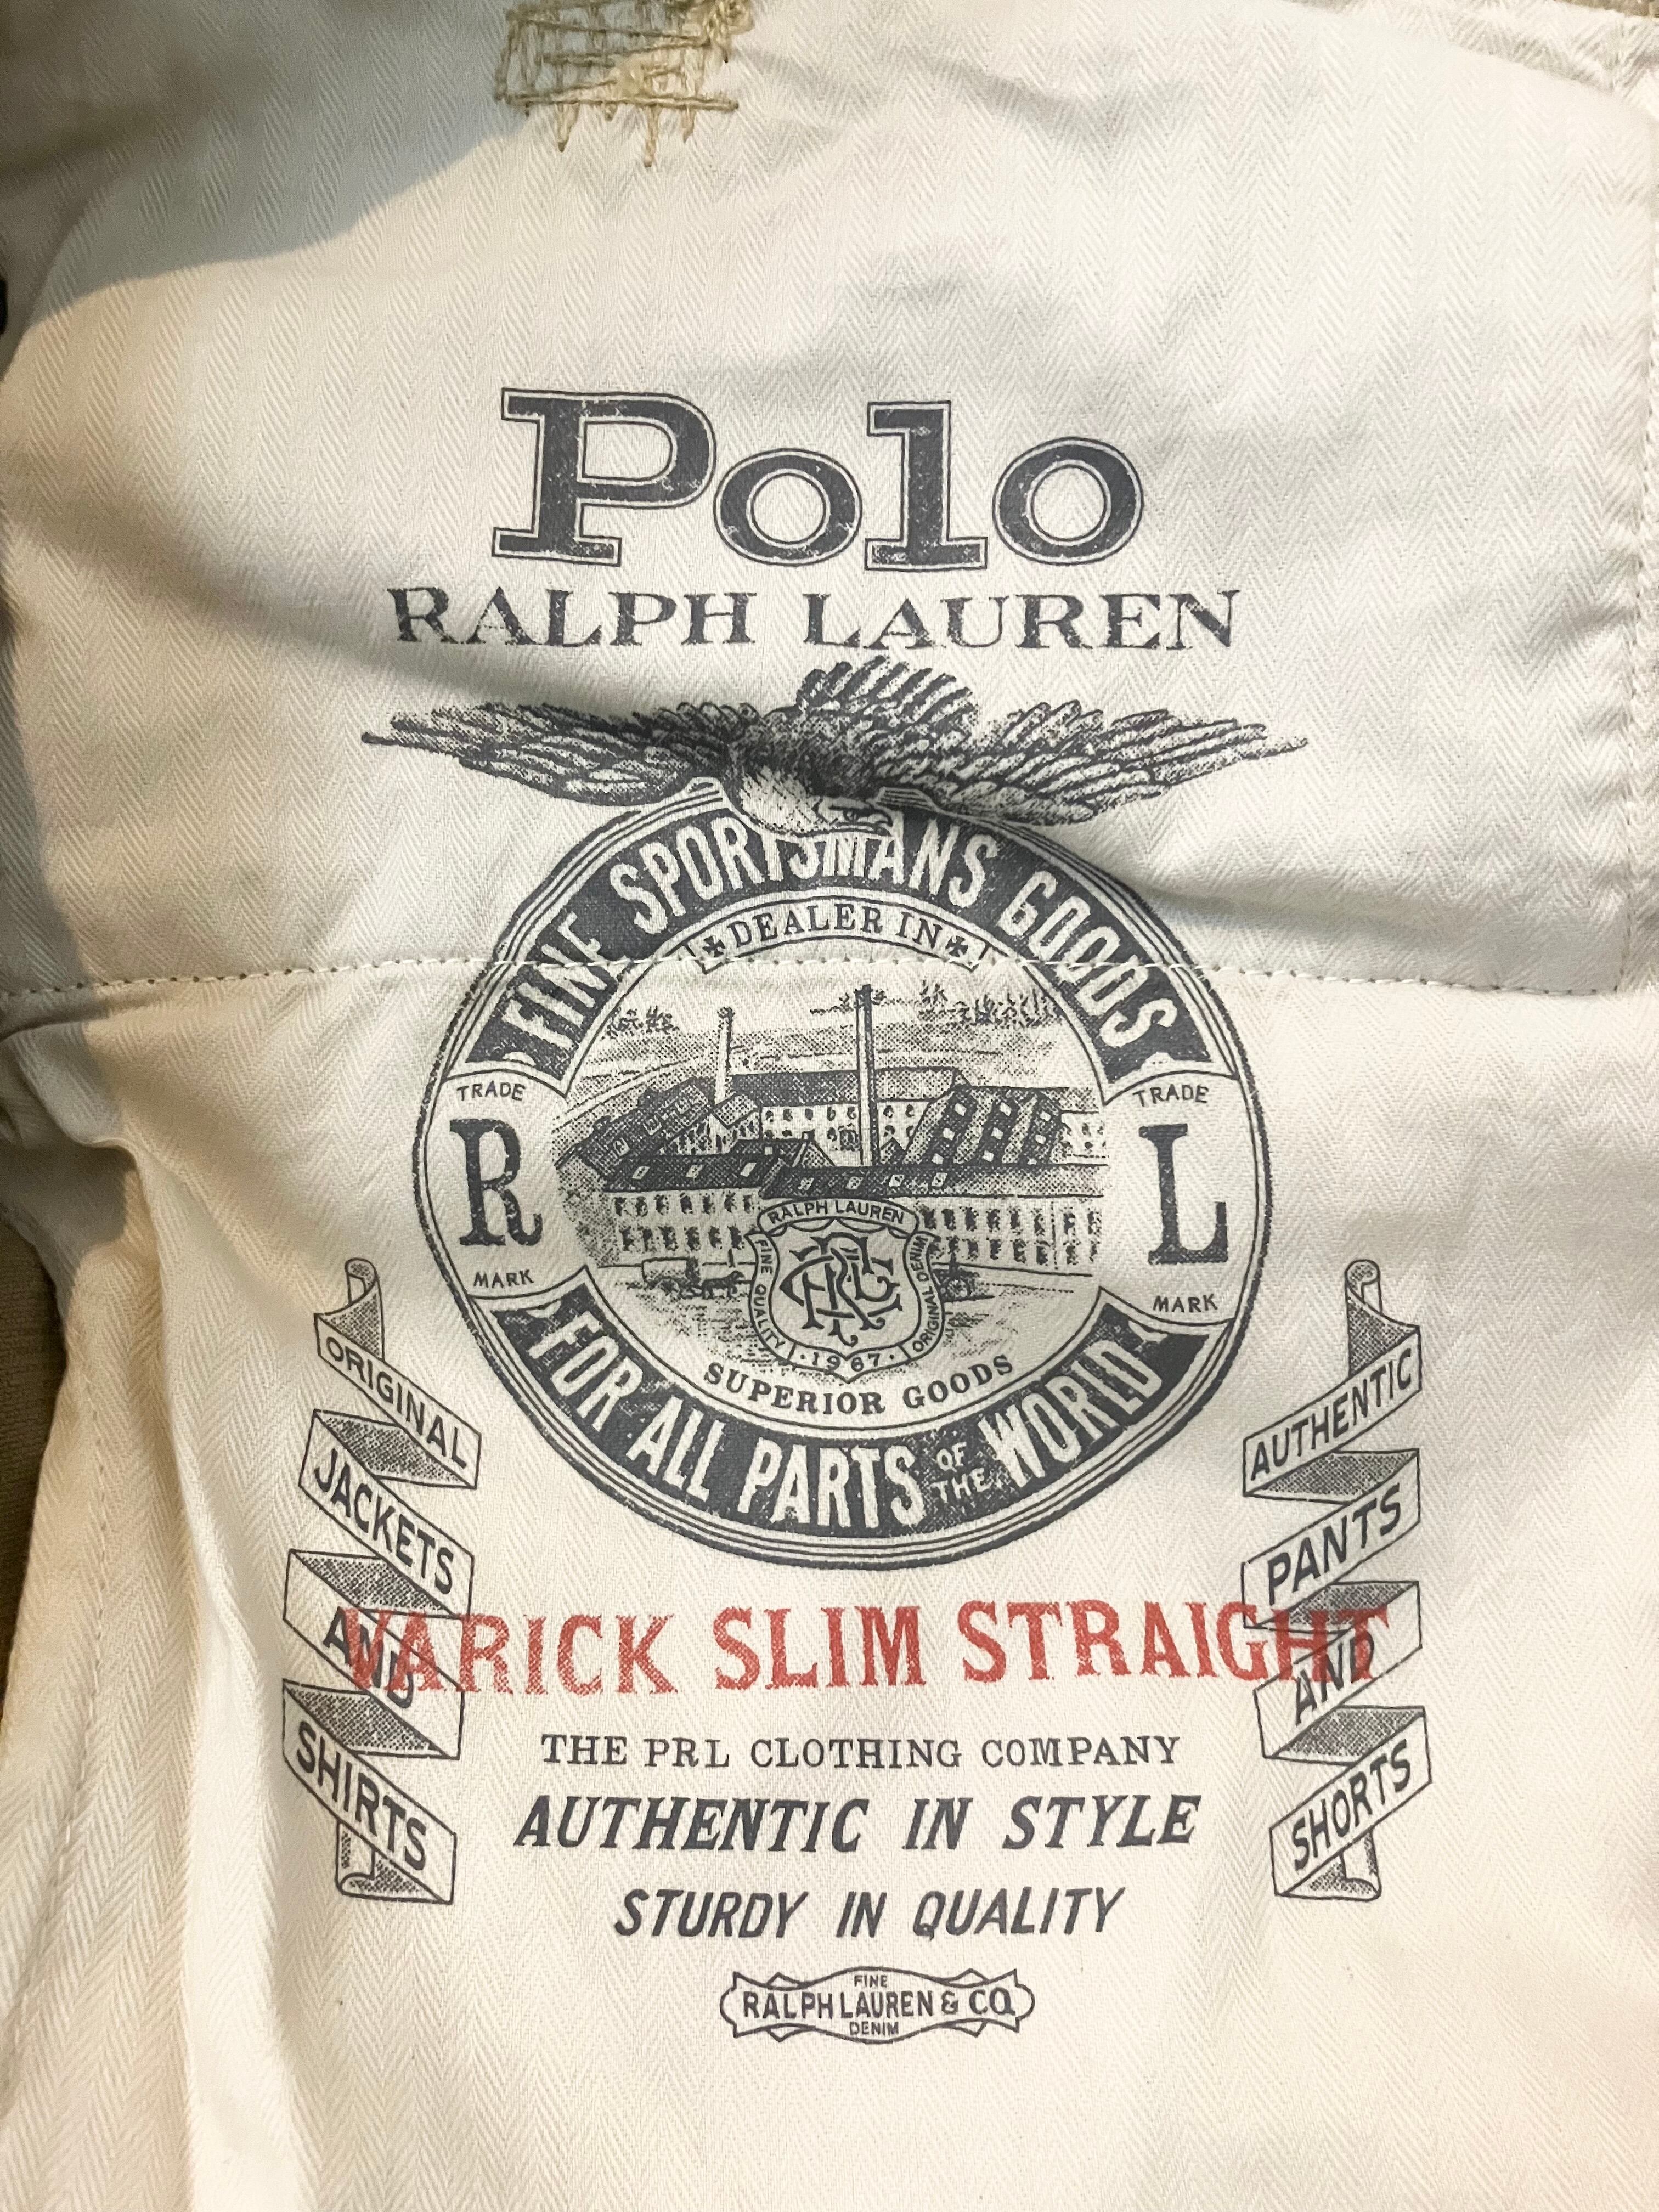 Polo
RALPH LAUREN
FINE SPORTSMANS GOODS
DEALER IN
TRADE
R
MARK
TRADE
L
MARK
RALPH LAUREN
FINE QUALITY
ORIGINAL DENIM
RL
1967
SUPERIOR GOODS
FOR ALL PARTS OF THE WORLD
ORIGINAL
JACKETS
AND
SHIRTS
AUTHENTIC
PANTS
AND
SHORTS
VARICK SLIM STRAIGHT
THE PRL CLOTHING COMPANY
AUTHENTIC IN STYLE
STURDY IN QUALITY
FINE
RALPH LAUREN & CO.
DENIM